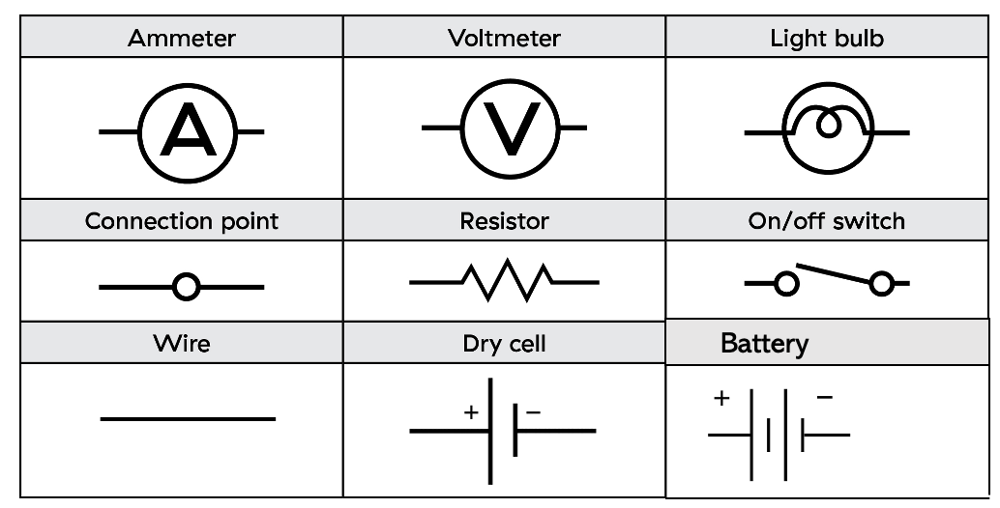 Ammeter
Voltmeter
Light bulb
A
V
Connection point
Resistor
On/off switch
Wire
Dry cell
Battery
+ −
+ −